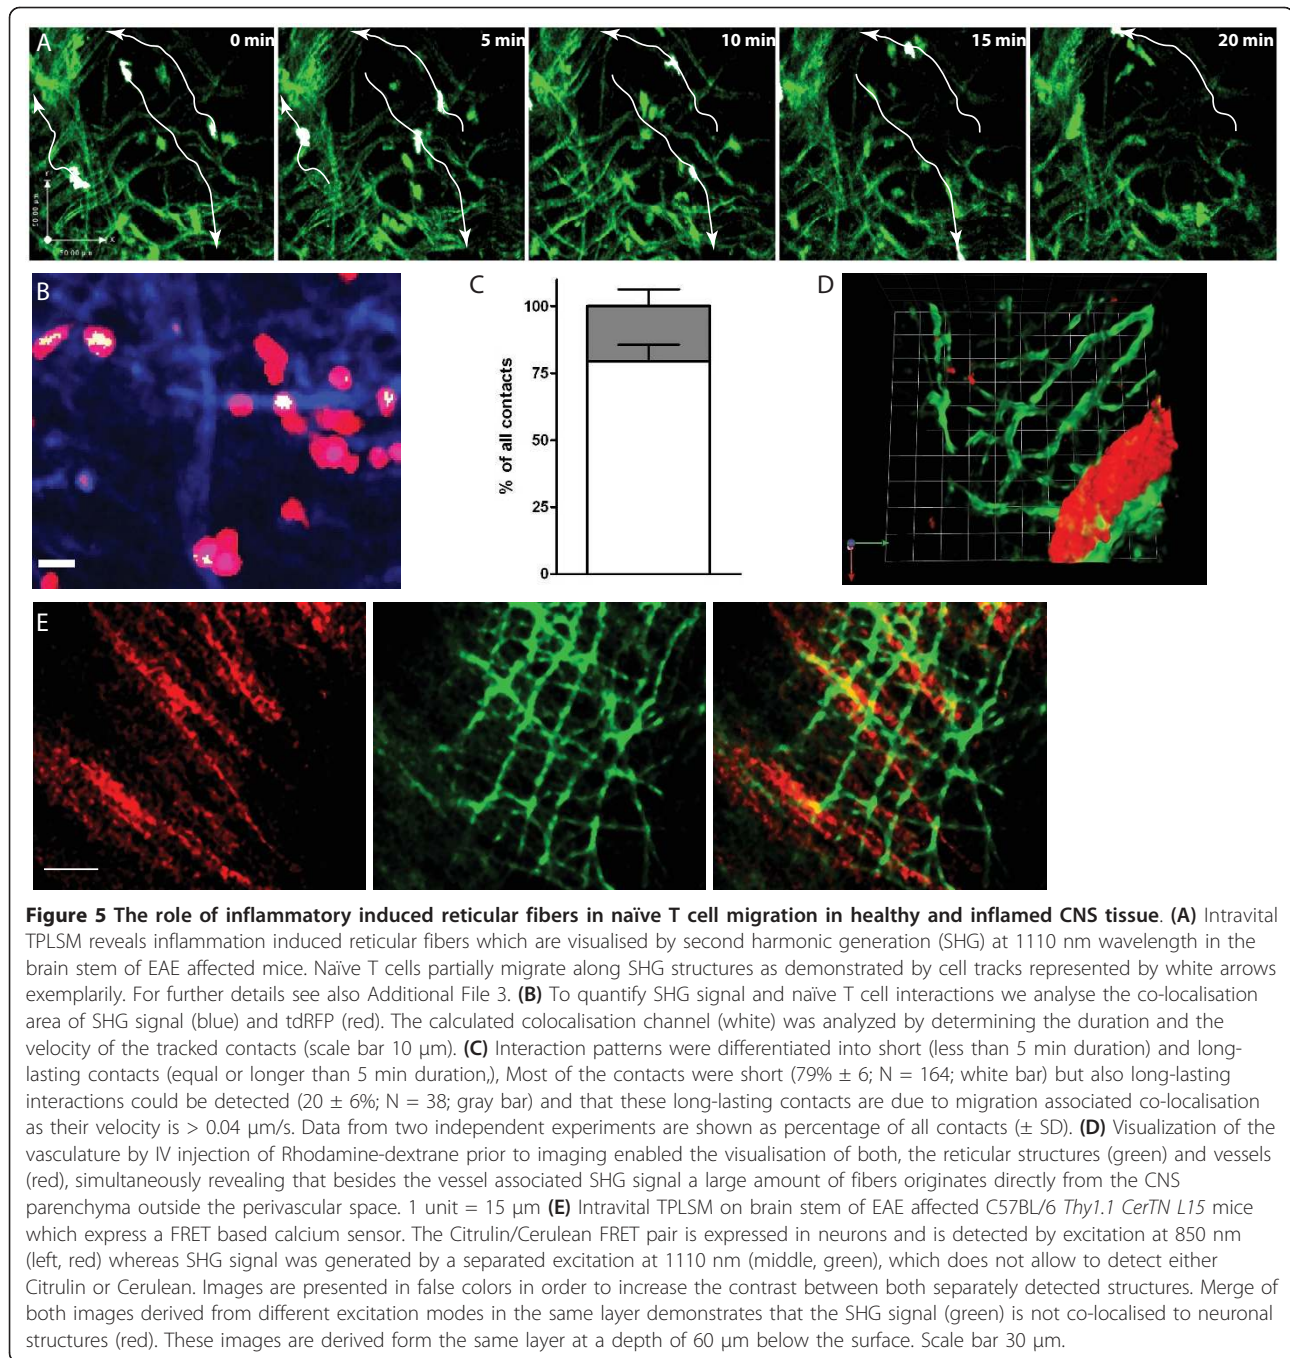 A
0 min
5 min
10 min
15 min
20 min
Y
X
B
C
D
100
75
50
25
0
% of all contacts
E
Figure 5 The role of inflammatory induced reticular fibers in naïve T cell migration in healthy and inflamed CNS tissue. (A) Intravital
TPLSM reveals inflammation induced reticular fibers which are visualised by second harmonic generation (SHG) at 1110 nm wavelength in the
brain stem of EAE affected mice. Naïve T cells partially migrate along SHG structures as demonstrated by cell tracks represented by white arrows
exemplarily. For further details see also Additional File 3. (B) To quantify SHG signal and naïve T cell interactions we analyse the co-localisation
area of SHG signal (blue) and tdRFP (red). The calculated colocalisation channel (white) was analyzed by determining the duration and the
velocity of the tracked contacts (scale bar 10 µm). (C) Interaction patterns were differentiated into short (less than 5 min duration) and long-
lasting contacts (equal or longer than 5 min duration,), Most of the contacts were short (79% ± 6; N = 164; white bar) but also long-lasting
interactions could be detected (20 ± 6%; N = 38; gray bar) and that these long-lasting contacts are due to migration associated co-localisation
as their velocity is > 0.04 µm/s. Data from two independent experiments are shown as percentage of all contacts (± SD). (D) Visualization of the
vasculature by IV injection of Rhodamine-dextrane prior to imaging enabled the visualisation of both, the reticular structures (green) and vessels
(red), simultaneously revealing that besides the vessel associated SHG signal a large amount of fibers originates directly from the CNS
parenchyma outside the perivascular space. 1 unit = 15 µm (E) Intravital TPLSM on brain stem of EAE affected C57BL/6 Thy1.1 CerTN L15 mice
which express a FRET based calcium sensor. The Citrulin/Cerulean FRET pair is expressed in neurons and is detected by excitation at 850 nm
(left, red) whereas SHG signal was generated by a separated excitation at 1110 nm (middle, green), which does not allow to detect either
Citrulin or Cerulean. Images are presented in false colors in order to increase the contrast between both separately detected structures. Merge of
both images derived from different excitation modes in the same layer demonstrates that the SHG signal (green) is not co-localised to neuronal
structures (red). These images are derived form the same layer at a depth of 60 µm below the surface. Scale bar 30 µm.